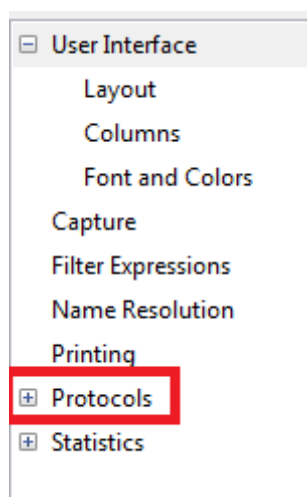 User Interface
Layout
Columns
Font and Colors
Capture
Filter Expressions
Name Resolution
Printing
Protocols
Statistics